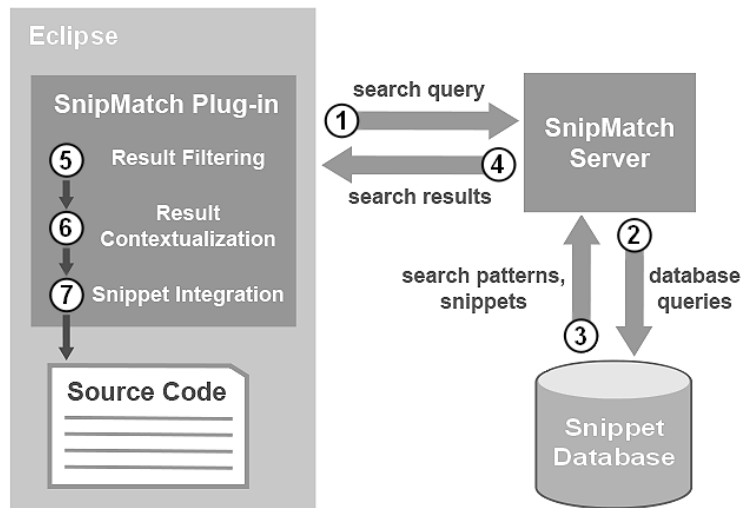 Eclipse
SnipMatch Plug-in
5 Result Filtering
6 Result
Contextualization
7 Snippet Integration
Source Code
search query
1
4
search results
SnipMatch
Server
2
search patterns,
snippets
database
queries
3
Snippet
Database